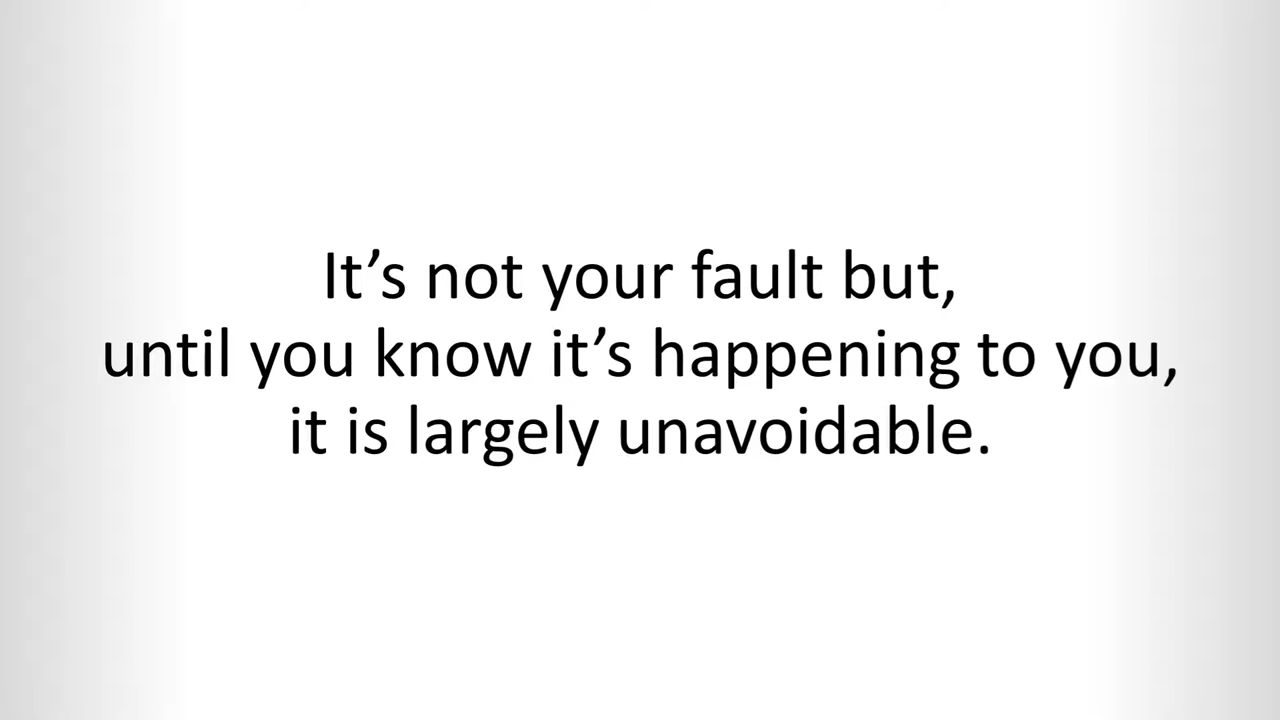 It’s not your fault but,
until you know it’s happening to you,
it is largely unavoidable.